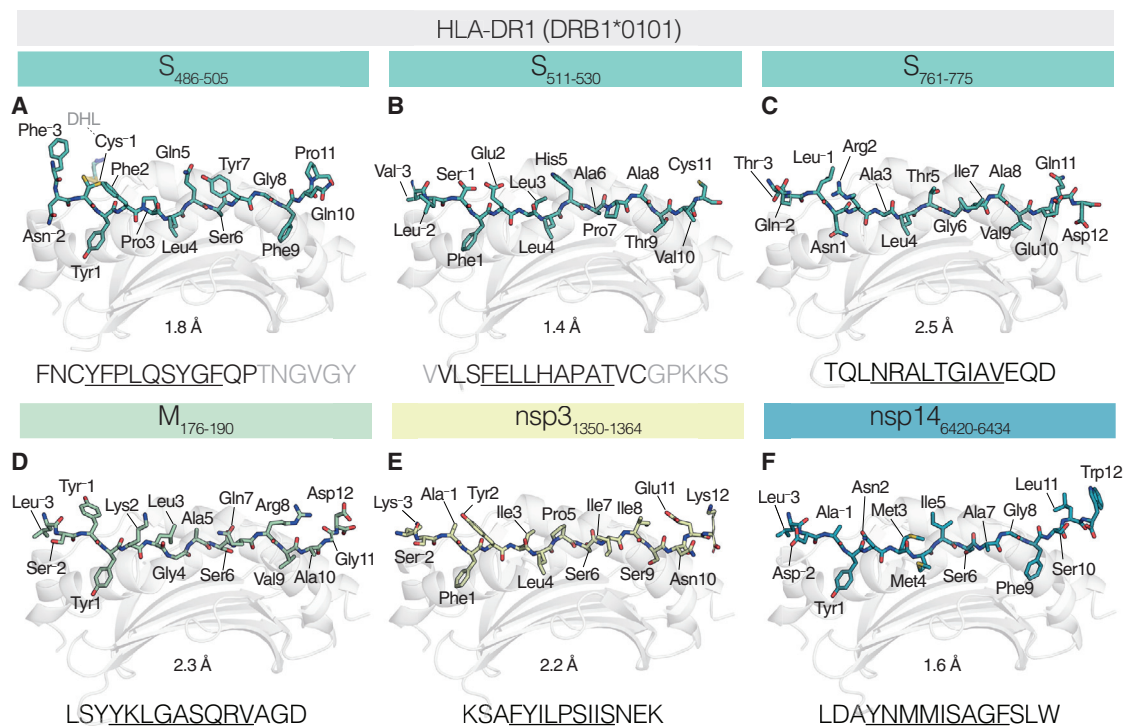 HLA-DR1 (DRB1*0101)
S486-505
S511-530
S761-775
A
DHL
Phe-3
Cys-1
Phe2
Gln5
Tyr7
Gly8
Pro11
Asn-2
Tyr1
Pro3
Leu4
Ser6
Phe9
Gln10
1.8 Å
FNCYFPLQSYGFQPTNGVGY
B
Val-3
Ser-1
Glu2
Leu3
His5
Ala6
Ala8
Cys11
Leu-2
Phe1
Leu4
Pro7
Thr9
Val10
1.4 Å
VVLSFELLHAPATVCGPKKS
C
Thr-3
Leu-1
Arg2
Ala3
Thr5
Ile7
Ala8
Gln11
Gln-2
Asn1
Leu4
Gly6
Val9
Glu10
Asp12
2.5 Å
TQLNRALTGIAVEQD
M176-190
nsp31350-1364
nsp146420-6434
D
Leu-3
Tyr-1
Lys2
Leu3
Ala5
Gln7
Arg8
Asp12
Ser-2
Tyr1
Gly4
Ser6
Val9
Ala10
Gly11
2.3 Å
LSYYKLGASQRVAGD
E
Lys-3
Ala-1
Tyr2
Ile3
Pro5
Ile7
Ile8
Glu11
Lys12
Ser-2
Phe1
Leu4
Ser6
Ser9
Asn10
2.2 Å
KSAFYILPSIISNEK
F
Leu-3
Ala-1
Asn2
Met3
Ile5
Ala7
Gly8
Leu11
Trp12
Asp-2
Tyr1
Met4
Ser6
Phe9
Ser10
1.6 Å
LDAYNMMISAGFSLW